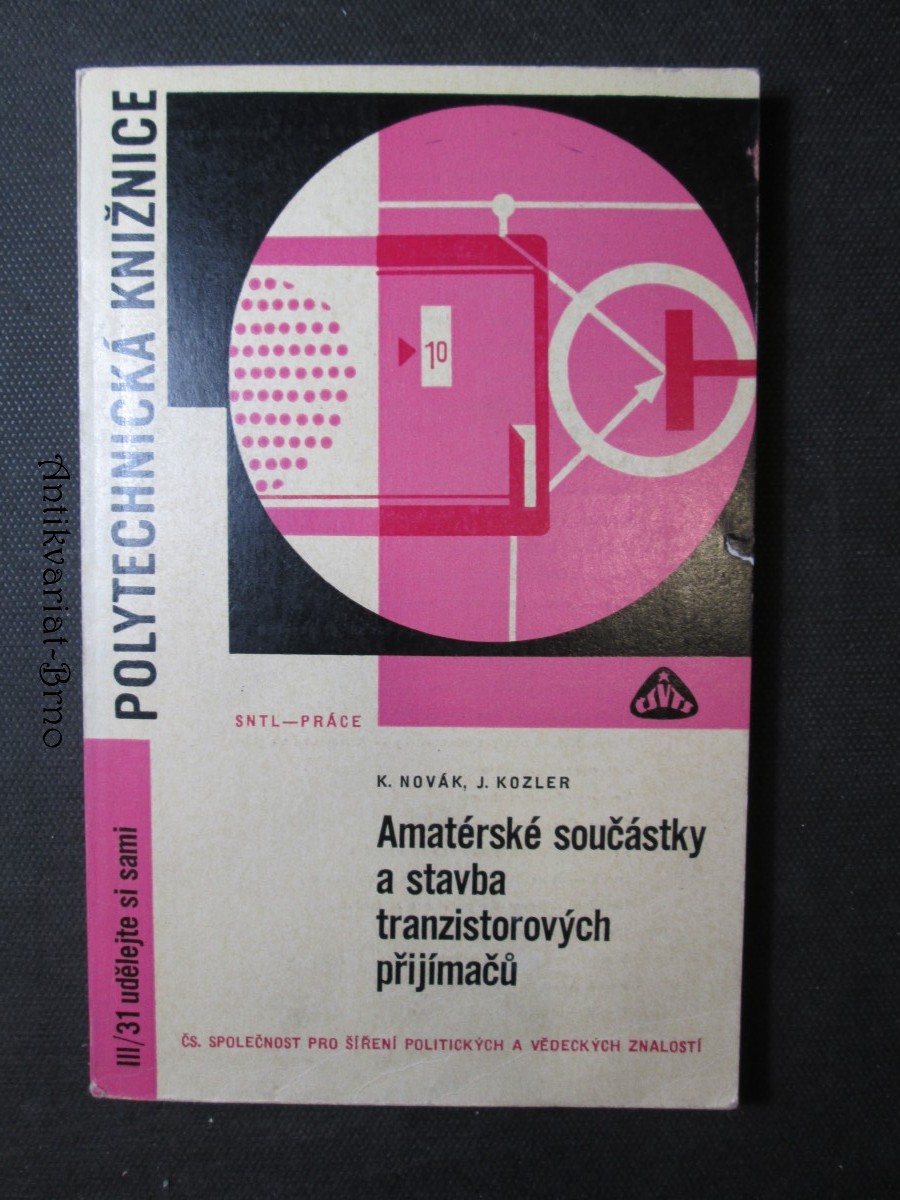 POLYTECHNICKÁ KNIŽNICE
10
ČSVTS
SNTL—PRÁCE
K. NOVÁK, J. KOZLER
Amatérské součástky
a stavba
tranzistorových
přijímačů
III/31 udělejte si sami
ČS. SPOLEČNOST PRO ŠÍŘENÍ POLITICKÝCH A VĚDECKÝCH ZNALOSTÍ
Antikvariat~Brno